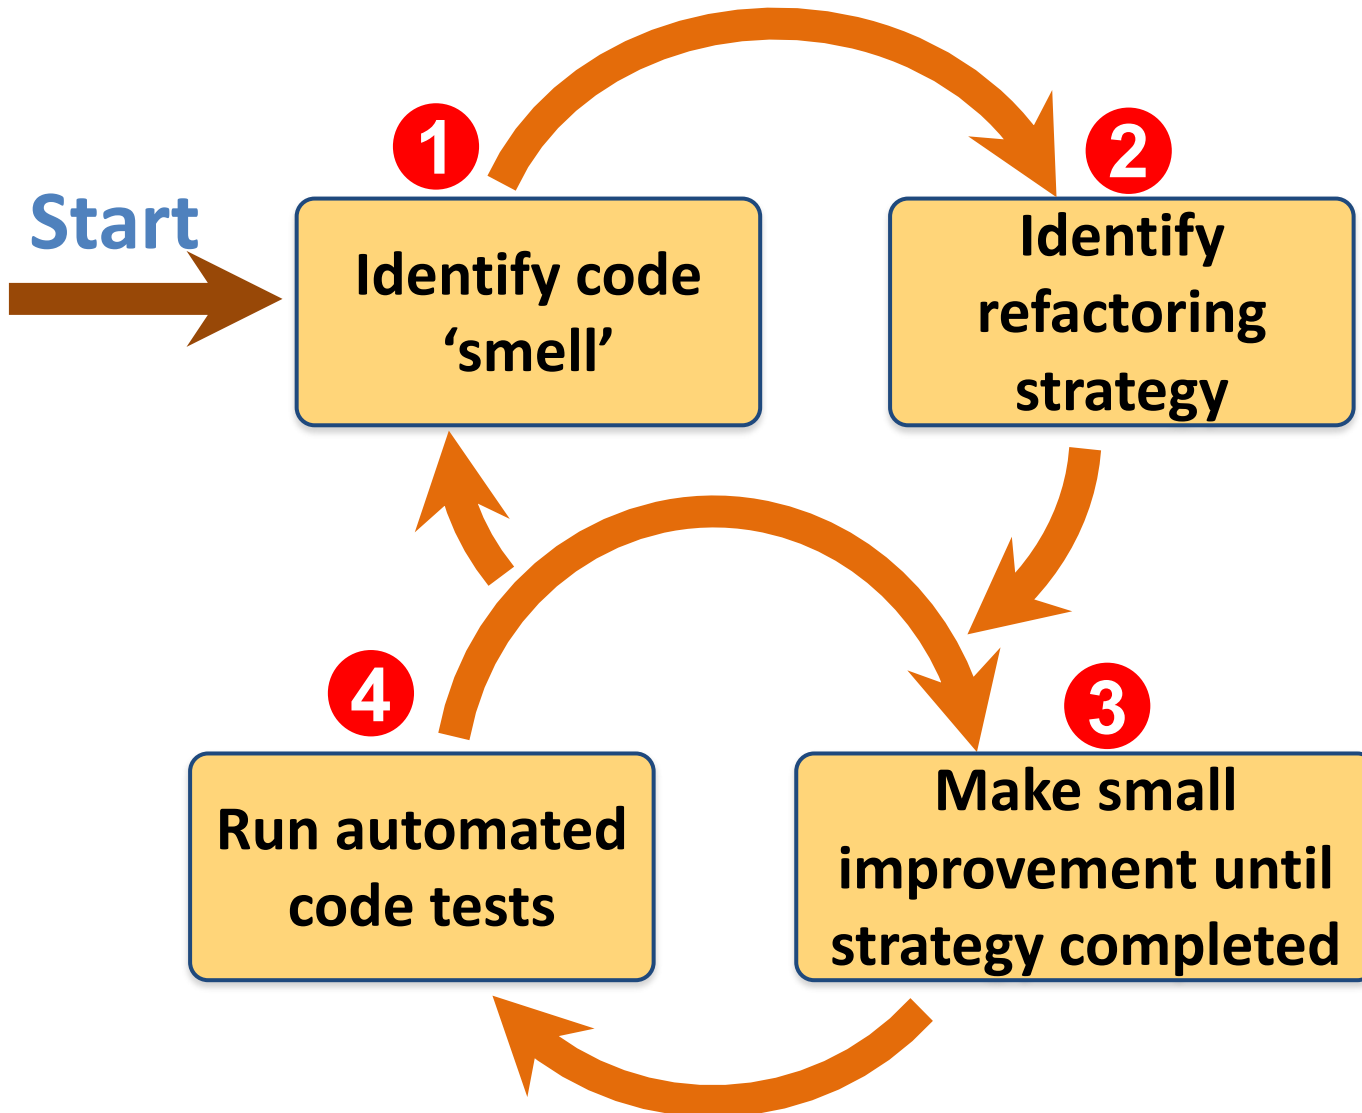 Start
1
Identify code
‘smell’
2
Identify
refactoring
strategy
3
Make small
improvement until
strategy completed
4
Run automated
code tests